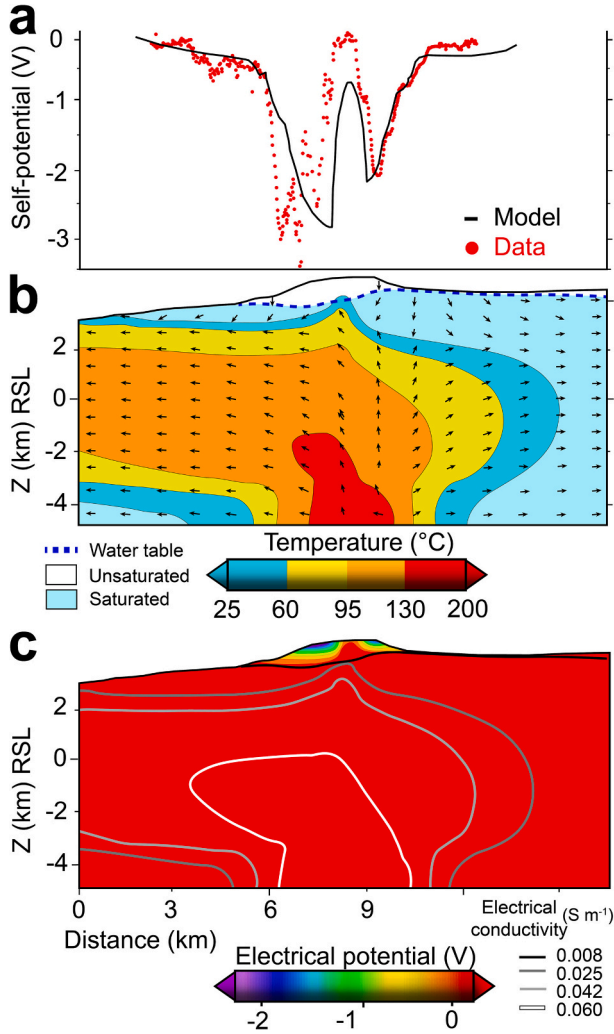 a
0
-1
-2
-3
Self-potential (V)
Model
Data
b
2
0
-2
-4
Z (km) RSL
Water table
Unsaturated
Saturated
Temperature (°C)
25 60 95 130 200
c
2
0
-2
-4
Z (km) RSL
0 3 6 9
Distance (km)
Electrical
conductivity (S m⁻¹)
0.008
0.025
0.042
0.060
Electrical potential (V)
-2 -1 0